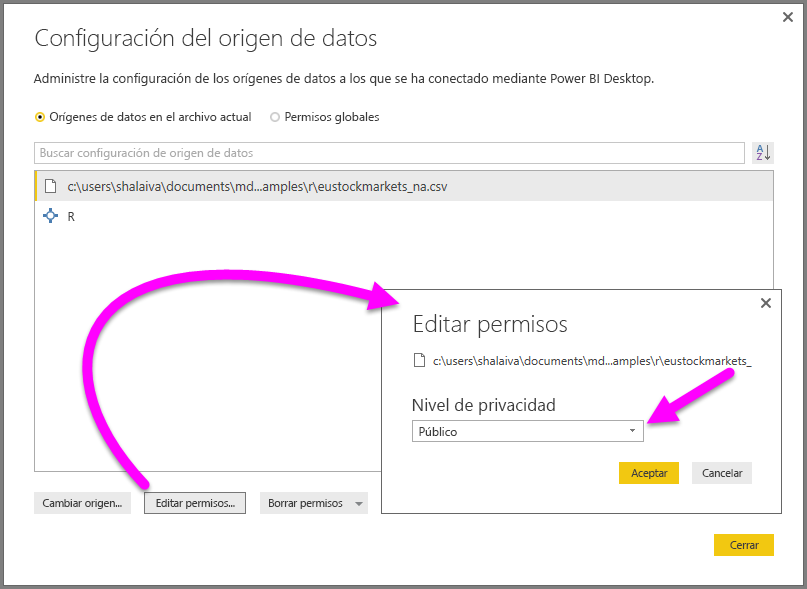 Configuración del origen de datos
Administre la configuración de los orígenes de datos a los que se ha conectado mediante Power BI Desktop.
Orígenes de datos en el archivo actual
Permisos globales
Buscar configuración de origen de datos
A
Z
c:\users\shalaiva\documents\md...amples\r\eustockmarkets_na.csv
R
Editar permisos
c:\users\shalaiva\documents\md...amples\r\eustockmarkets_
Nivel de privacidad
Público
Aceptar
Cancelar
Cambiar origen...
Editar permisos...
Borrar permisos
Cerrar